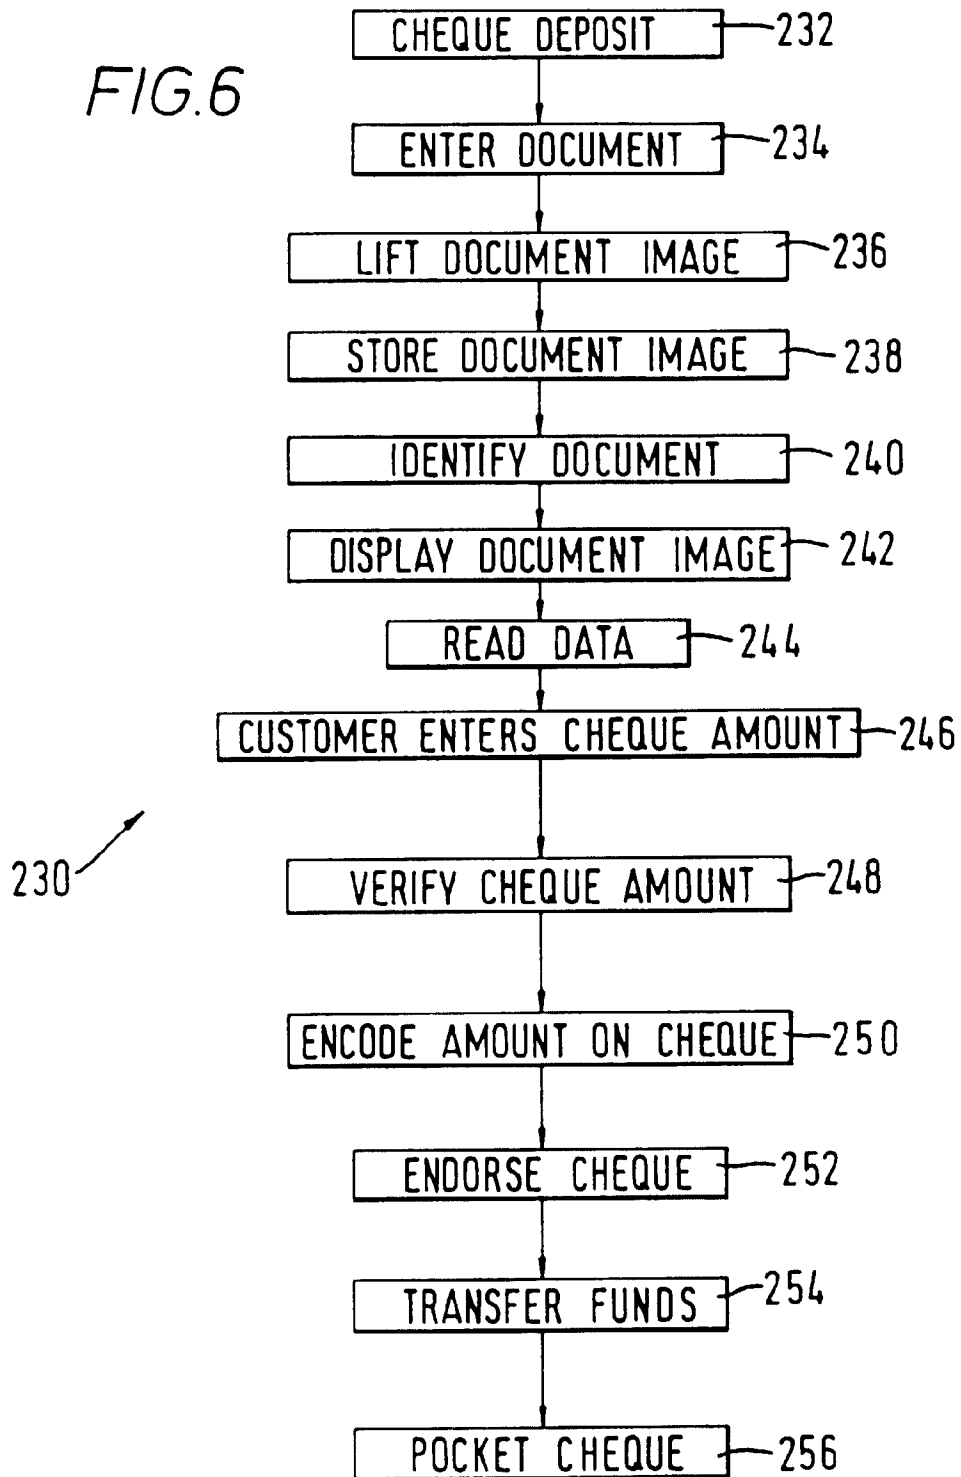 CHEQUE DEPOSIT 232
FIG.6
ENTER DOCUMENT 234
LIFT DOCUMENT IMAGE 236
STORE DOCUMENT IMAGE 238
IDENTIFY DOCUMENT 240
DISPLAY DOCUMENT IMAGE 242
READ DATA 244
CUSTOMER ENTERS CHEQUE AMOUNT 246
230
VERIFY CHEQUE AMOUNT 248
ENCODE AMOUNT ON CHEQUE 250
ENDORSE CHEQUE 252
TRANSFER FUNDS 254
POCKET CHEQUE 256